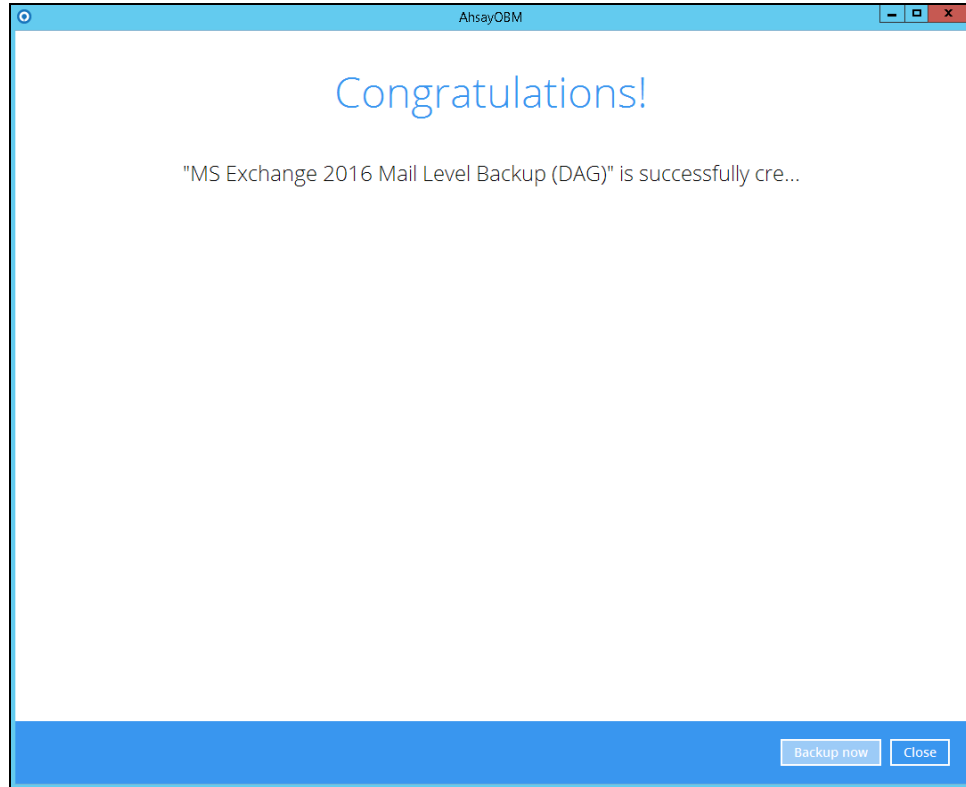 AhsayOBM
Congratulations!
"MS Exchange 2016 Mail Level Backup (DAG)" is successfully cre...
Backup now Close